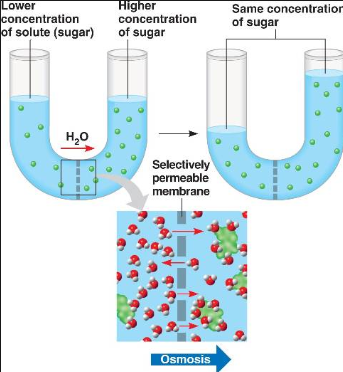 Lower
concentration
of solute (sugar)
Higher
concentration
of sugar
Same concentration
of sugar
H₂O
Selectively
permeable
membrane
Osmosis